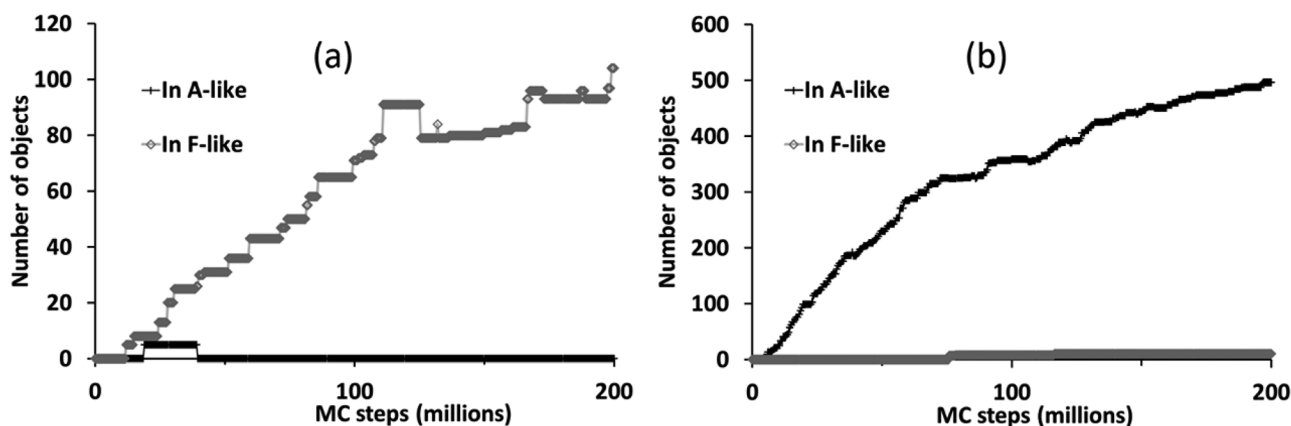 120
100
80
60
40
20
0
Number of objects
(a)
In A-like
In F-like
0
100
200
MC steps (millions)
600
500
400
300
200
100
0
Number of objects
(b)
In A-like
In F-like
0
100
200
MC steps (millions)